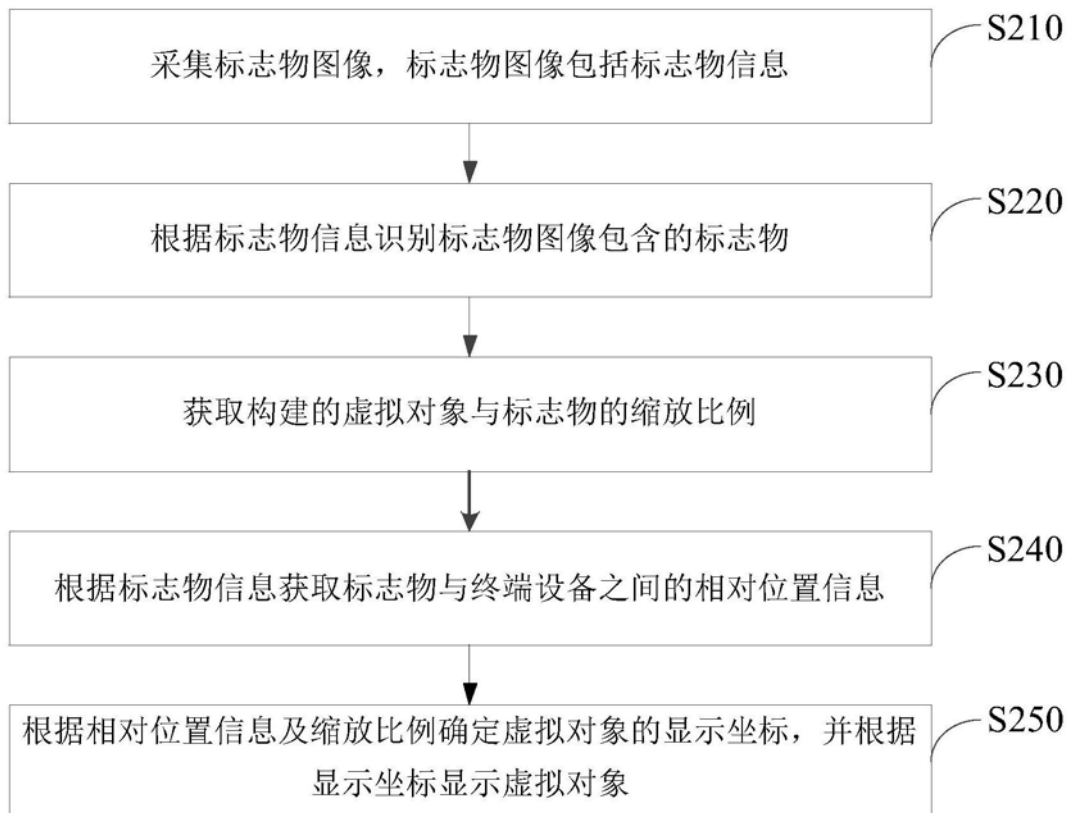 采集标志物图像，标志物图像包括标志物信息
S210
根据标志物信息识别标志物图像包含的标志物
S220
获取构建的虚拟对象与标志物的缩放比例
S230
根据标志物信息获取标志物与终端设备之间的相对位置信息
S240
根据相对位置信息及缩放比例确定虚拟对象的显示坐标，并根据
显示坐标显示虚拟对象
S250